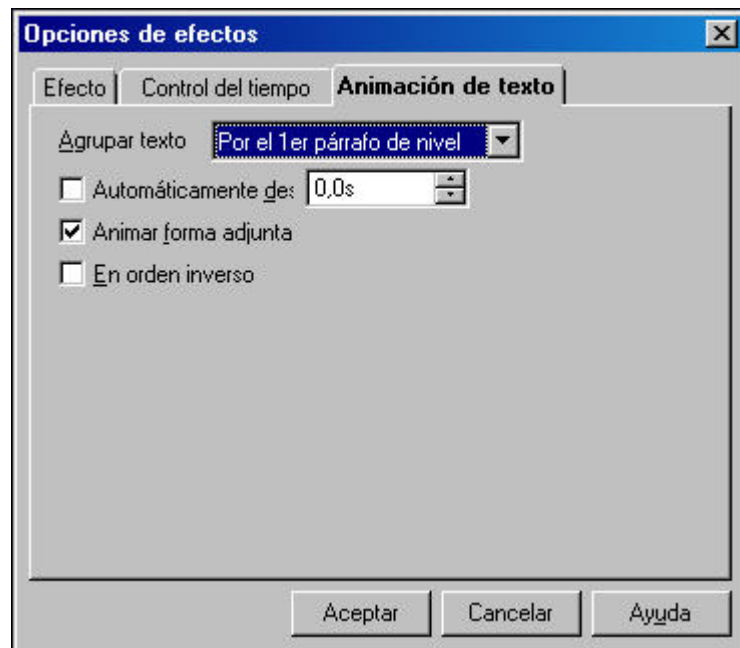 Opciones de efectos
Efecto Control del tiempo Animación de texto
Agrupar texto Por el 1er párrafo de nivel
Automáticamente des 0,0s
Animar forma adjunta
En orden inverso
Aceptar Cancelar Ayuda